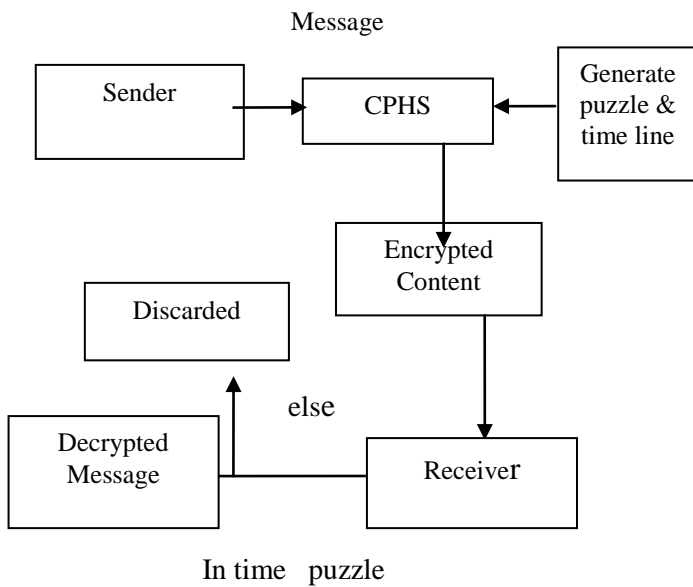 Message
Sender
CPHS
Generate
puzzle &
time line
Encrypted
Content
Discarded
else
Decrypted
Message
Receiver
In time puzzle